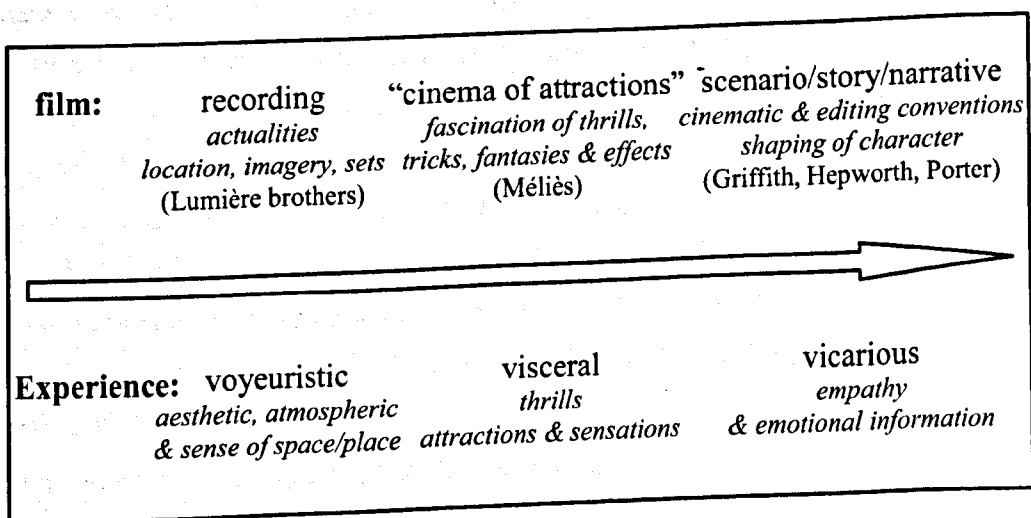 film: recording "cinema of attractions" scenario/story/narrative
actualities fascination of thrills, cinematic & editing conventions
location, imagery, sets tricks, fantasies & effects shaping of character
(Lumière brothers) (Méliès) (Griffith, Hepworth, Porter)
Experience: voyeuristic visceral vicarious
aesthetic, atmospheric thrills empathy
& sense of space/place attractions & sensations & emotional information